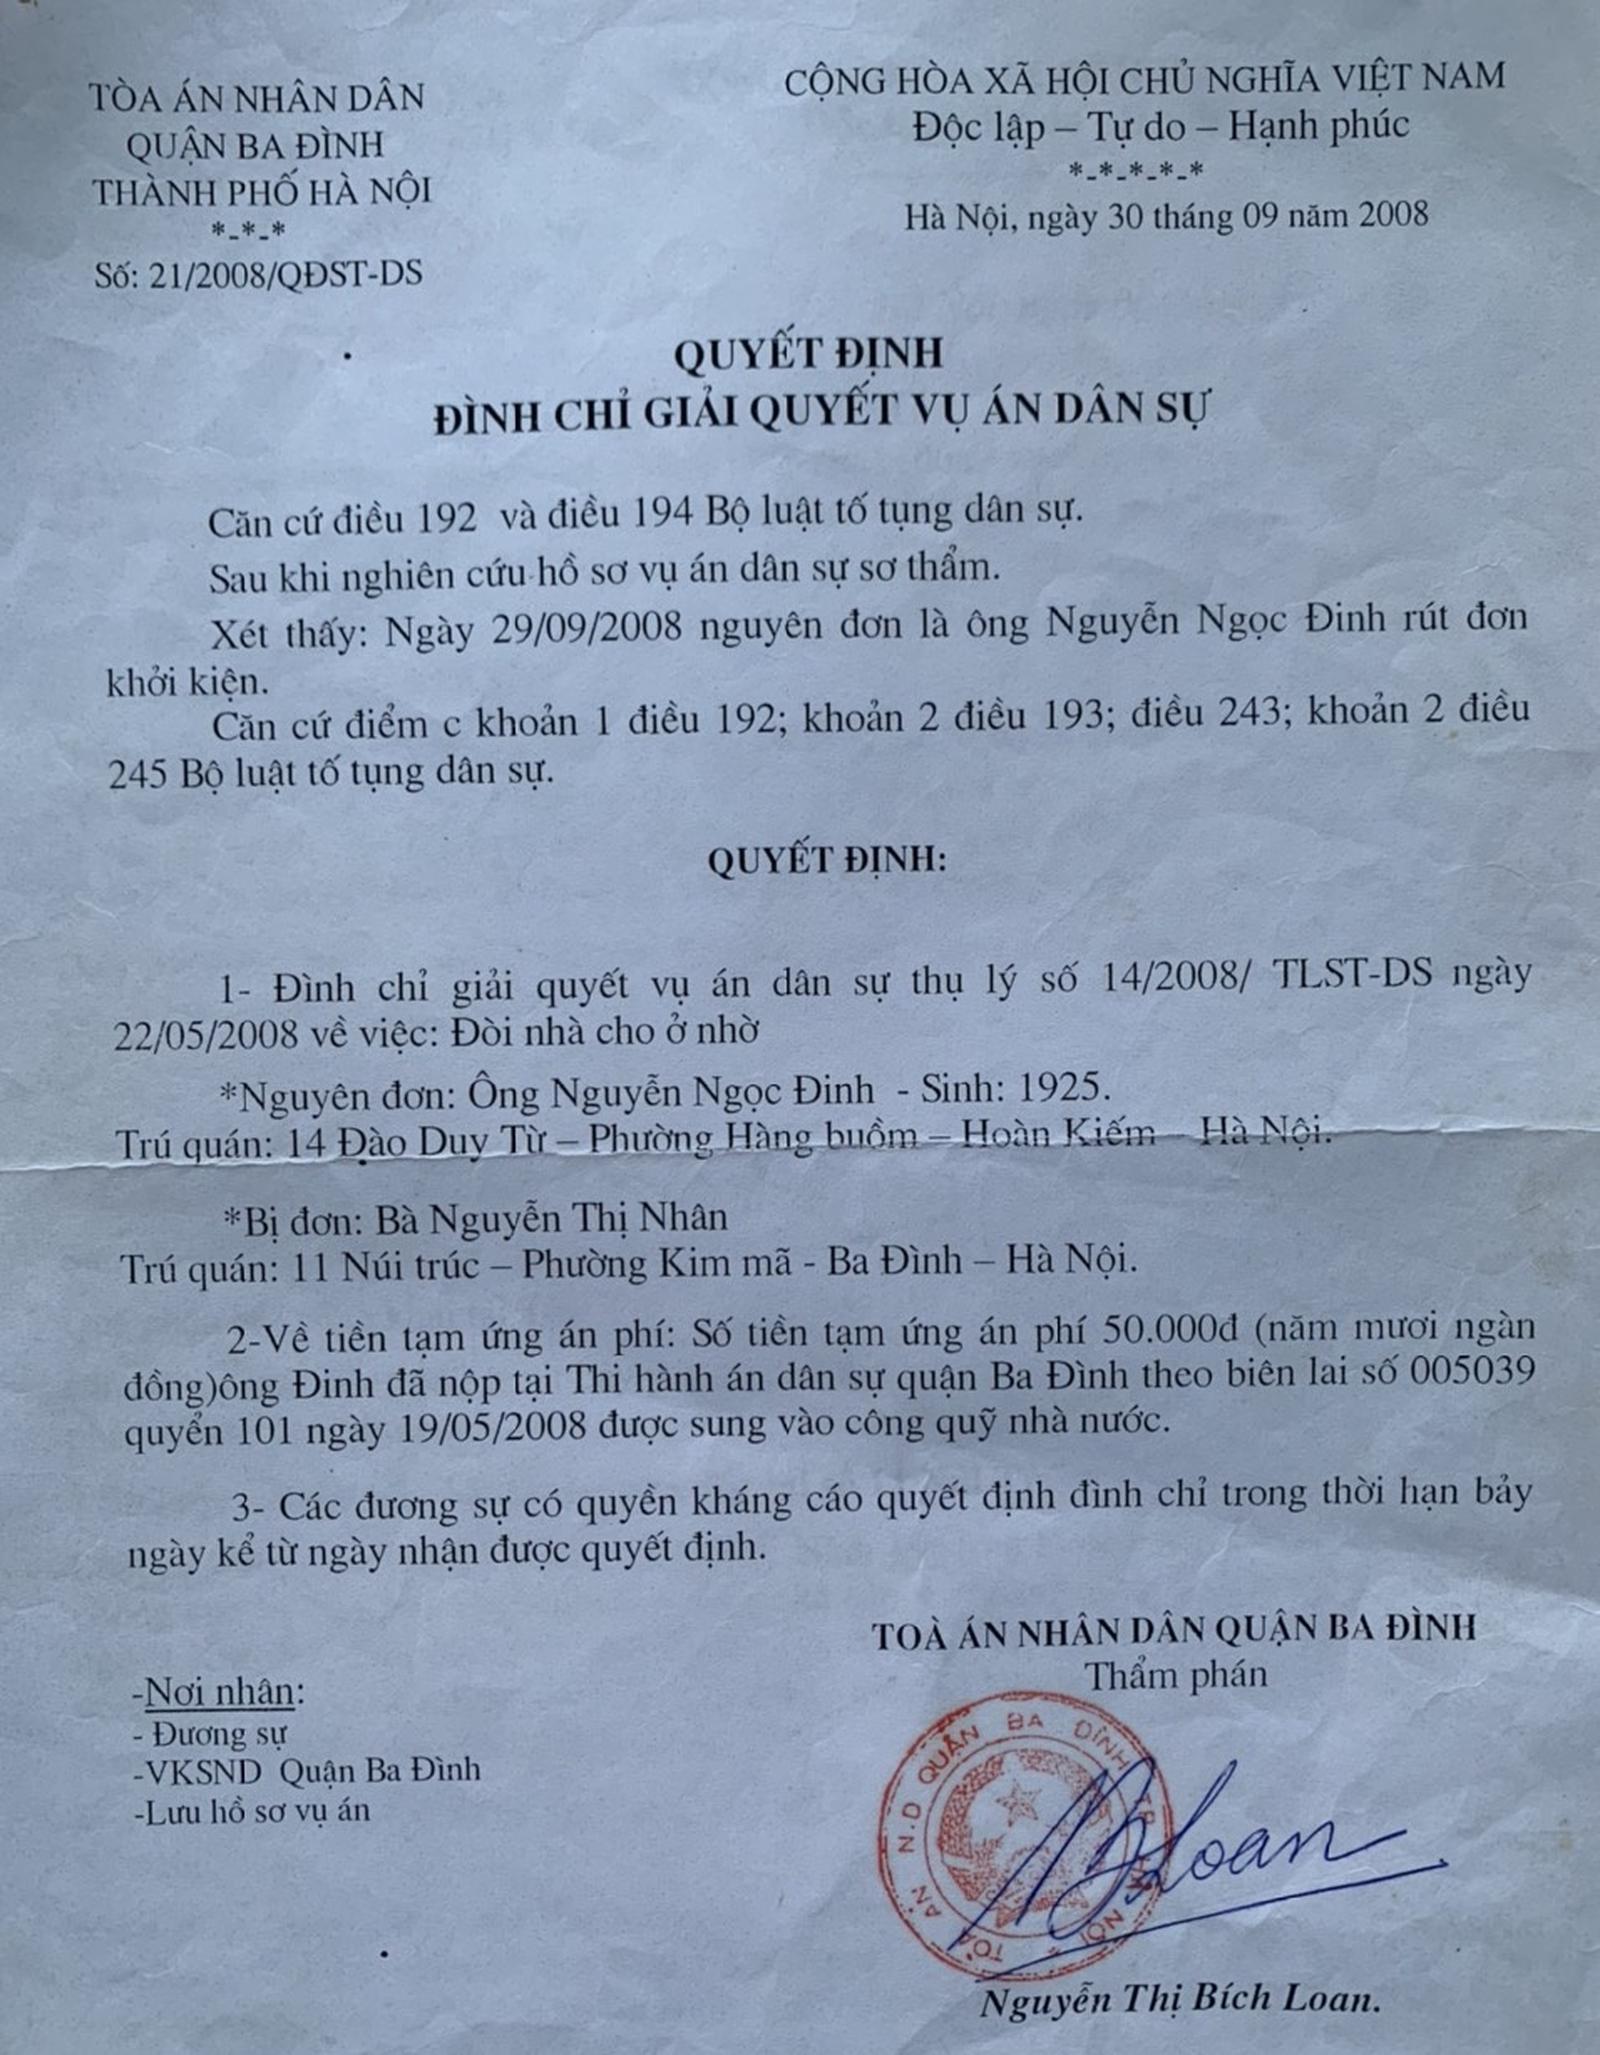 TÒA ÁN NHÂN DÂN
QUẬN BA ĐÌNH
THÀNH PHỐ HÀ NỘI
*-*-*
Số: 21/2008/QĐST-DS
CỘNG HÒA XÃ HỘI CHỦ NGHĨA VIỆT NAM
Độc lập – Tự do – Hạnh phúc
*-*-*-*-*
Hà Nội, ngày 30 tháng 09 năm 2008
QUYẾT ĐỊNH
ĐÌNH CHỈ GIẢI QUYẾT VỤ ÁN DÂN SỰ
Căn cứ điều 192 và điều 194 Bộ luật tố tụng dân sự.
Sau khi nghiên cứu hồ sơ vụ án dân sự sơ thẩm.
Xét thấy: Ngày 29/09/2008 nguyên đơn là ông Nguyễn Ngọc Đinh rút đơn
khởi kiện.
Căn cứ điểm c khoản 1 điều 192; khoản 2 điều 193; điều 243; khoản 2 điều
245 Bộ luật tố tụng dân sự.
QUYẾT ĐỊNH:
1- Đình chỉ giải quyết vụ án dân sự thụ lý số 14/2008/ TLST-DS ngày
22/05/2008 về việc: Đòi nhà cho ở nhờ
*Nguyên đơn: Ông Nguyễn Ngọc Đinh - Sinh: 1925.
Trú quán: 14 Đào Duy Từ – Phường Hàng buồm – Hoàn Kiếm – Hà Nội.
*Bị đơn: Bà Nguyễn Thị Nhân
Trú quán: 11 Núi trúc – Phường Kim mã - Ba Đình – Hà Nội.
2-Về tiền tạm ứng án phí: Số tiền tạm ứng án phí 50.000đ (năm mươi ngàn
đồng)ông Đinh đã nộp tại Thi hành án dân sự quận Ba Đình theo biên lai số 005039
quyển 101 ngày 19/05/2008 được sung vào công quỹ nhà nước.
3- Các đương sự có quyền kháng cáo quyết định đình chỉ trong thời hạn bảy
ngày kể từ ngày nhận được quyết định.
TOÀ ÁN NHÂN DÂN QUẬN BA ĐÌNH
Thẩm phán
-Nơi nhân:
- Đương sự
-VKSND Quận Ba Đình
-Lưu hồ sơ vụ án
TOÀ ÁN N.D QUẬN BA ĐÌNH TP HÀ NỘI
Loan
Nguyễn Thị Bích Loan.